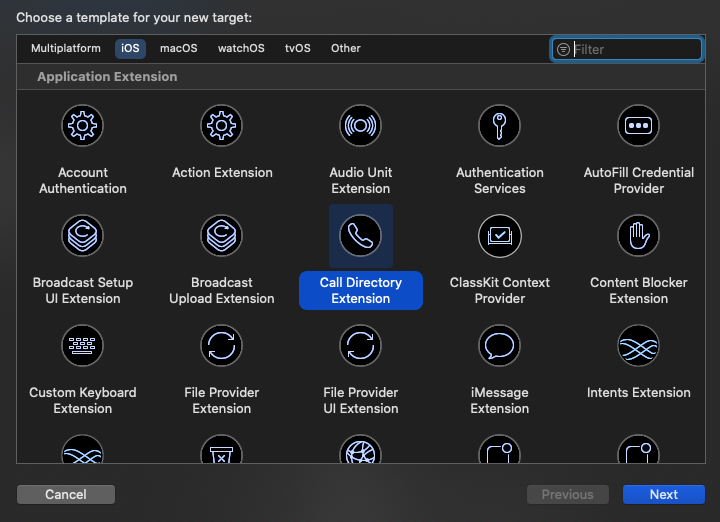 Choose a template for your new target:
Multiplatform iOS macOS watchOS tvOS Other Filter
Application Extension
Account
Authentication
Action Extension
Audio Unit
Extension
Authentication
Services
AutoFill Credential
Provider
Broadcast Setup
UI Extension
Broadcast
Upload Extension
Call Directory
Extension
ClassKit Context
Provider
Content Blocker
Extension
Custom Keyboard
Extension
File Provider
Extension
File Provider
UI Extension
iMessage
Extension
Intents Extension
Cancel Previous Next